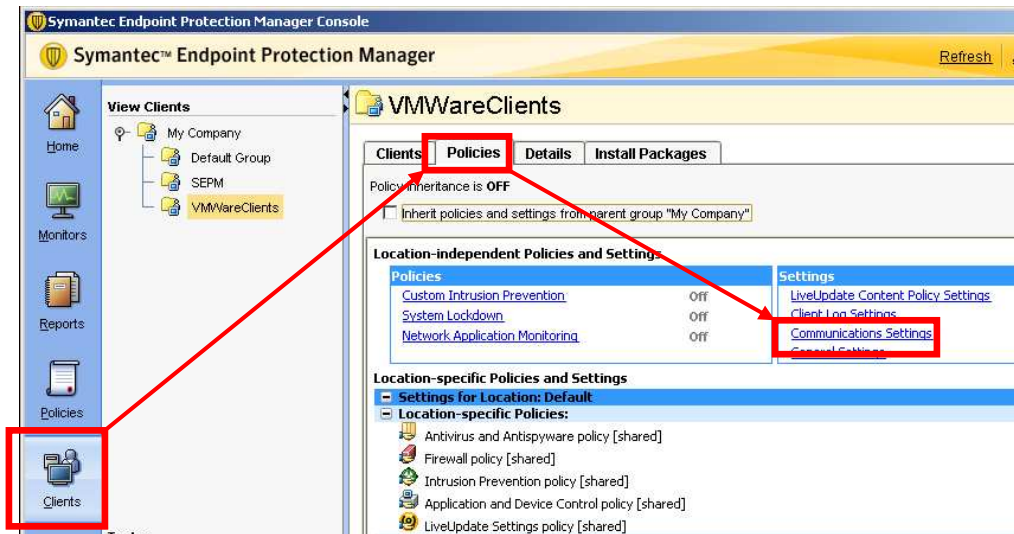 Symantec Endpoint Protection Manager Console
Symantec™ Endpoint Protection Manager
Refresh
Home
Monitors
Reports
Policies
Clients
View Clients
My Company
Default Group
SEPM
VMWareClients
VMWareClients
Clients Policies Details Install Packages
Policy inheritance is OFF
Inherit policies and settings from parent group "My Company"
Location-independent Policies and Settings
Policies
Custom Intrusion Prevention Off
System Lockdown Off
Network Application Monitoring Off
Settings
LiveUpdate Content Policy Settings
Client Log Settings
Communications Settings
General Settings
Location-specific Policies and Settings
Settings for Location: Default
Location-specific Policies:
Antivirus and Antispyware policy [shared]
Firewall policy [shared]
Intrusion Prevention policy [shared]
Application and Device Control policy [shared]
LiveUpdate Settings policy [shared]